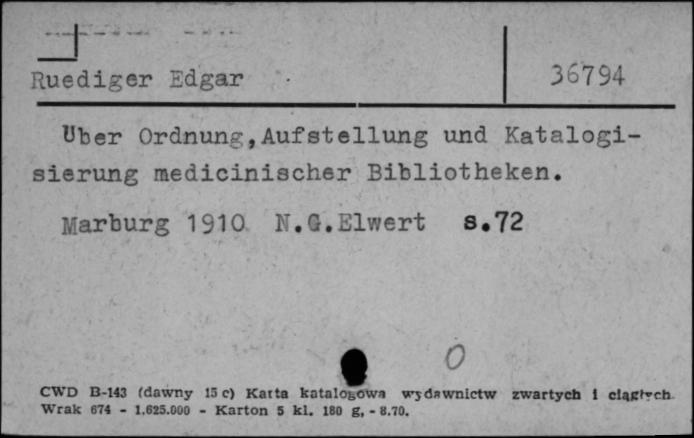 Ruediger Edgar
36794
Uber Ordnung,Aufstellung und Katalogi-
sierung medicinischer Bibliotheken.
Marburg 1910 N.G.Elwert s.72
0
CWD B-143 (dawny 15 c) Karta katalogowa wydawnictw zwartych i ciągłych.
Wrak 674 - 1.625.000 - Karton 5 kl. 180 g. - 8.70.